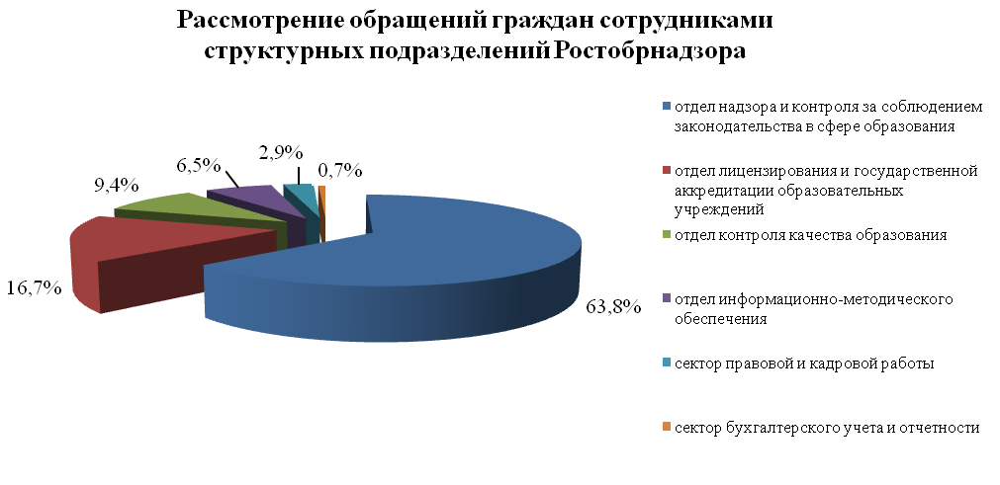 Рассмотрение обращений граждан сотрудниками
структурных подразделений Ростобрнадзора
2,9%
6,5%
0,7%
9,4%
16,7%
63,8%
отдел надзора и контроля за соблюдением
законодательства в сфере образования
отдел лицензирования и государственной
аккредитации образовательных
учреждений
отдел контроля качества образования
отдел информационно-методического
обеспечения
сектор правовой и кадровой работы
сектор бухгалтерского учета и отчетности